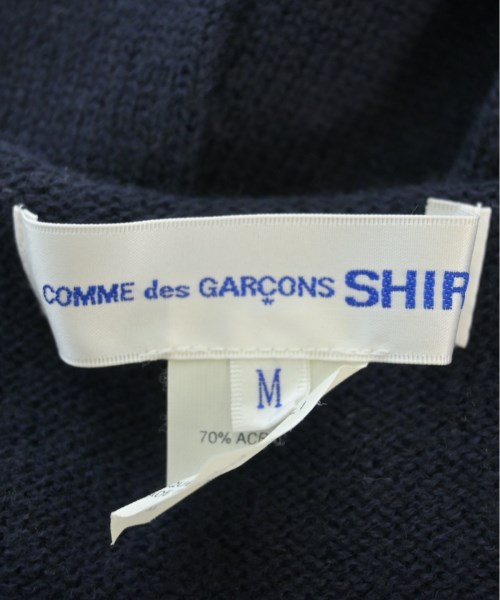 COMME des GARÇONS SHIR
M
70% AC